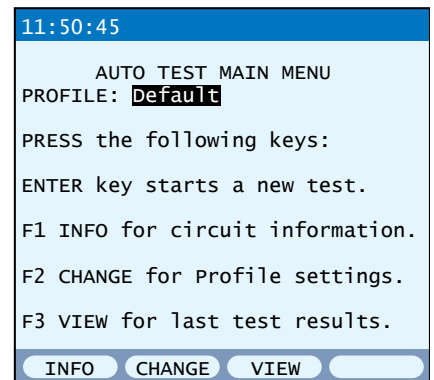 11:50:45
AUTO TEST MAIN MENU
PROFILE: Default
PRESS the following keys:
ENTER key starts a new test.
F1 INFO for circuit information.
F2 CHANGE for Profile settings.
F3 VIEW for last test results.
INFO CHANGE VIEW